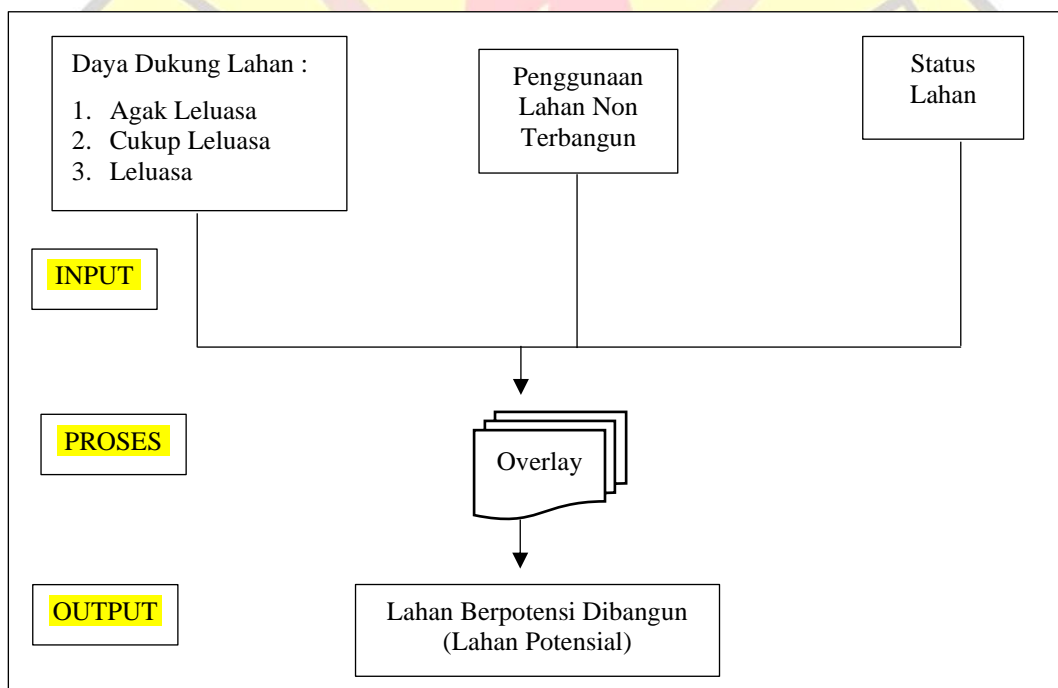 Daya Dukung Lahan :
1. Agak Leluasa
2. Cukup Leluasa
3. Leluasa
Penggunaan
Lahan Non
Terbangun
Status
Lahan
INPUT
PROSES
Overlay
OUTPUT
Lahan Berpotensi Dibangun
(Lahan Potensial)